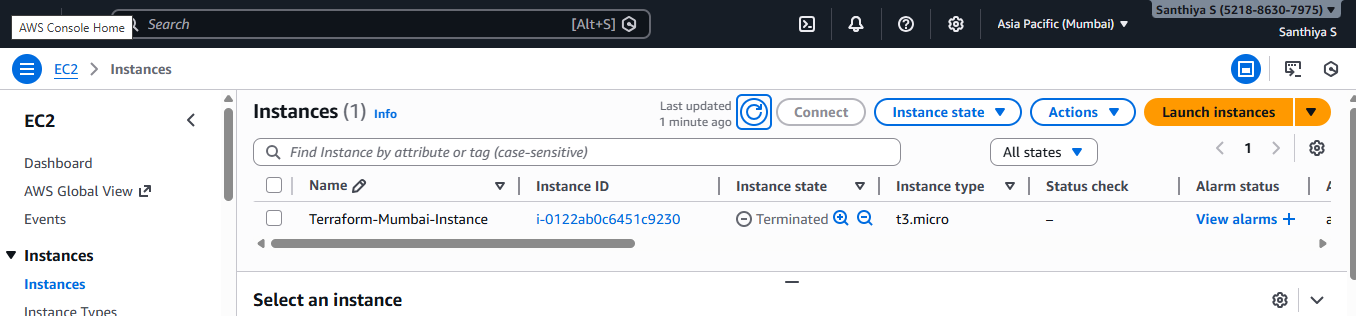 Santhiya S (5218-8630-7975)
AWS Console Home
Search
[Alt+S]
Asia Pacific (Mumbai)
Santhiya S
EC2
Instances
EC2
Dashboard
AWS Global View
Events
Instances
Instances
Instance Types
Instances (1) Info
Last updated
1 minute ago
Connect
Instance state
Actions
Launch instances
Find Instance by attribute or tag (case-sensitive)
All states
1
Name Instance ID Instance state Instance type Status check Alarm status A
Terraform-Mumbai-Instance i-0122ab0c6451c9230 Terminated t3.micro – View alarms + a
Select an instance